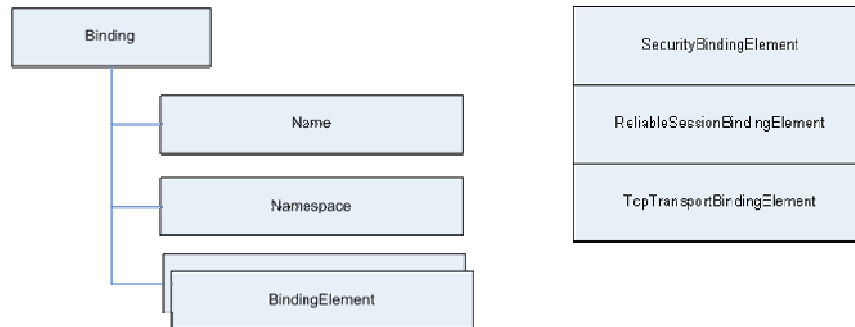 Binding
Name
Namespace
BindingElement
SecurityBindingElement
ReliableSessionBindingElement
TcpTransportBindingElement